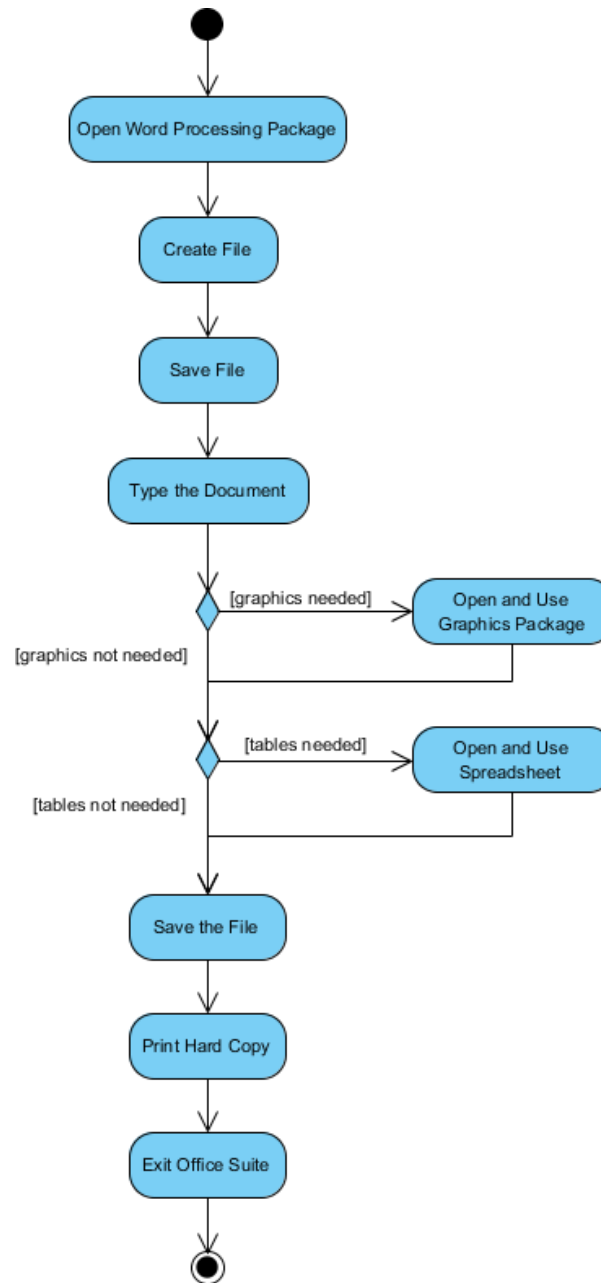 Open Word Processing Package
Create File
Save File
Type the Document
[graphics needed]
Open and Use
Graphics Package
[graphics not needed]
[tables needed]
Open and Use
Spreadsheet
[tables not needed]
Save the File
Print Hard Copy
Exit Office Suite